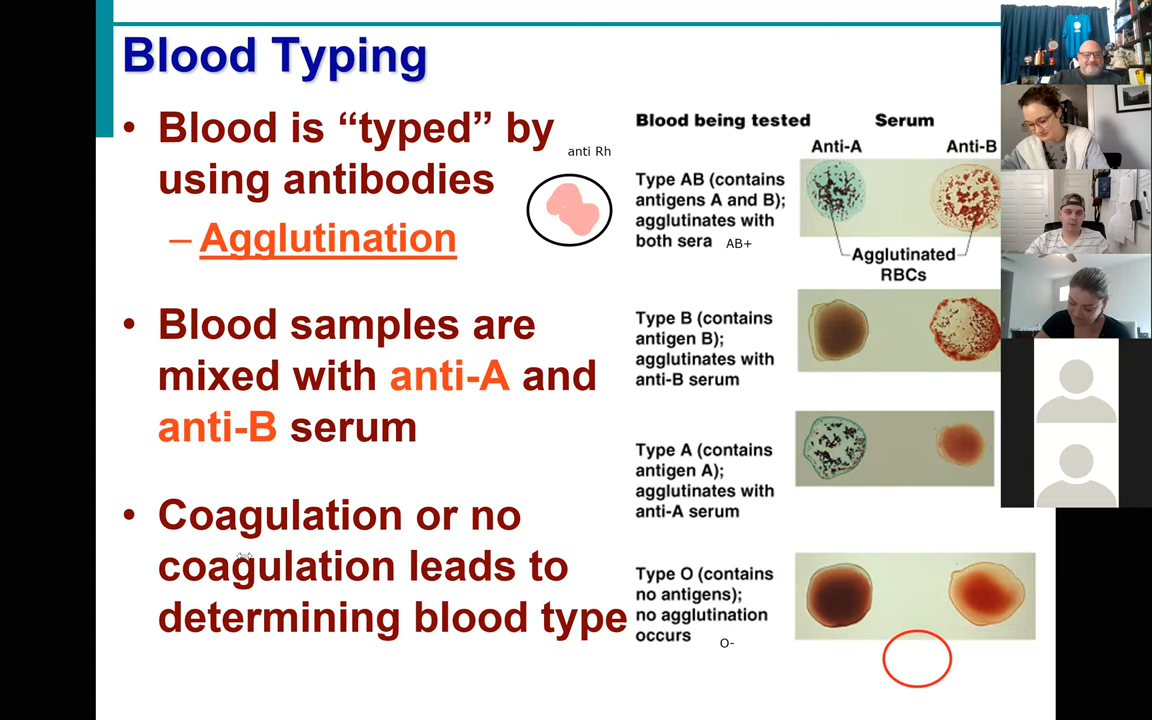 Blood Typing
• Blood is “typed” by
using antibodies
– Agglutination
• Blood samples are
mixed with anti-A and
anti-B serum
• Coagulation or no
coagulation leads to
determining blood type
anti Rh
Blood being tested
Serum
Anti-A
Anti-B
Type AB (contains
antigens A and B);
agglutinates with
both sera
AB+
Agglutinated
RBCs
Type B (contains
antigen B);
agglutinates with
anti-B serum
Type A (contains
antigen A);
agglutinates with
anti-A serum
Type O (contains
no antigens);
no agglutination
occurs
O-